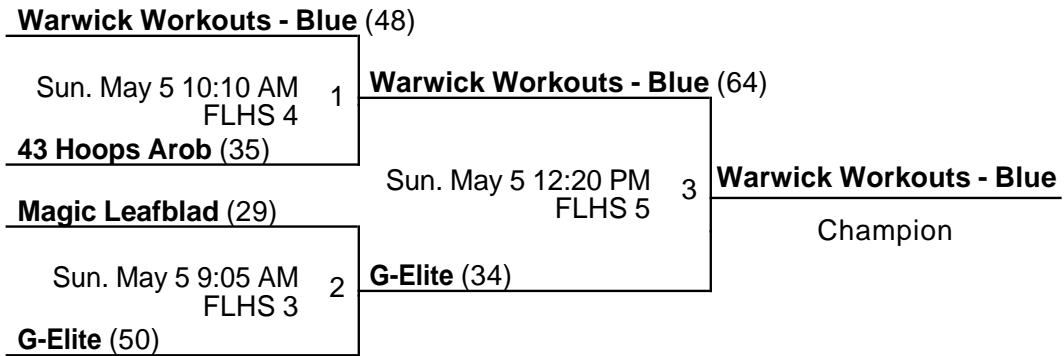 Warwick Workouts - Blue (48)
Sun. May 5 10:10 AM
FLHS 4
1
43 Hoops Arob (35)
Magic Leafblad (29)
Sun. May 5 9:05 AM
FLHS 3
2
G-Elite (50)
Warwick Workouts - Blue (64)
Sun. May 5 12:20 PM
FLHS 5
3
G-Elite (34)
Warwick Workouts - Blue
Champion